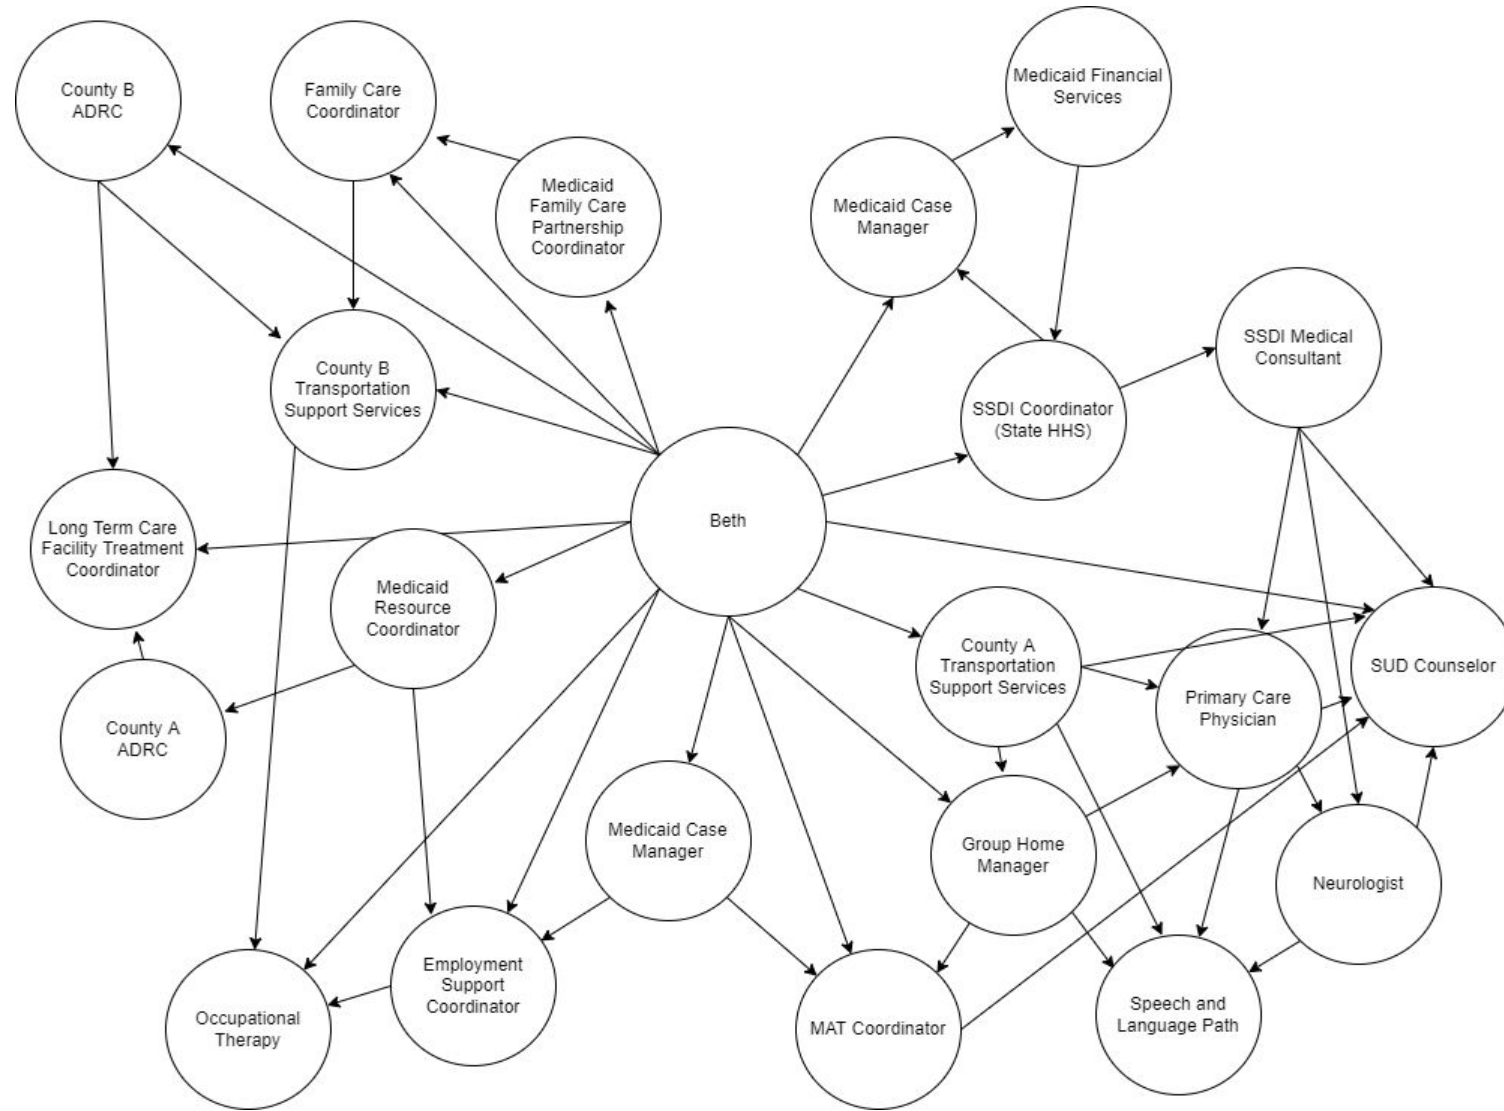 County B
ADRC
Family Care
Coordinator
Medicaid Financial
Services
Medicaid
Family Care
Partnership
Coordinator
Medicaid Case
Manager
SSDI Medical
Consultant
County B
Transportation
Support Services
SSDI Coordinator
(State HHS)
Beth
Long Term Care
Facility Treatment
Coordinator
Medicaid
Resource
Coordinator
County A
Transportation
Support Services
SUD Counselor
Primary Care
Physician
County A
ADRC
Medicaid Case
Manager
Group Home
Manager
Neurologist
Employment
Support
Coordinator
Occupational
Therapy
MAT Coordinator
Speech and
Language Path